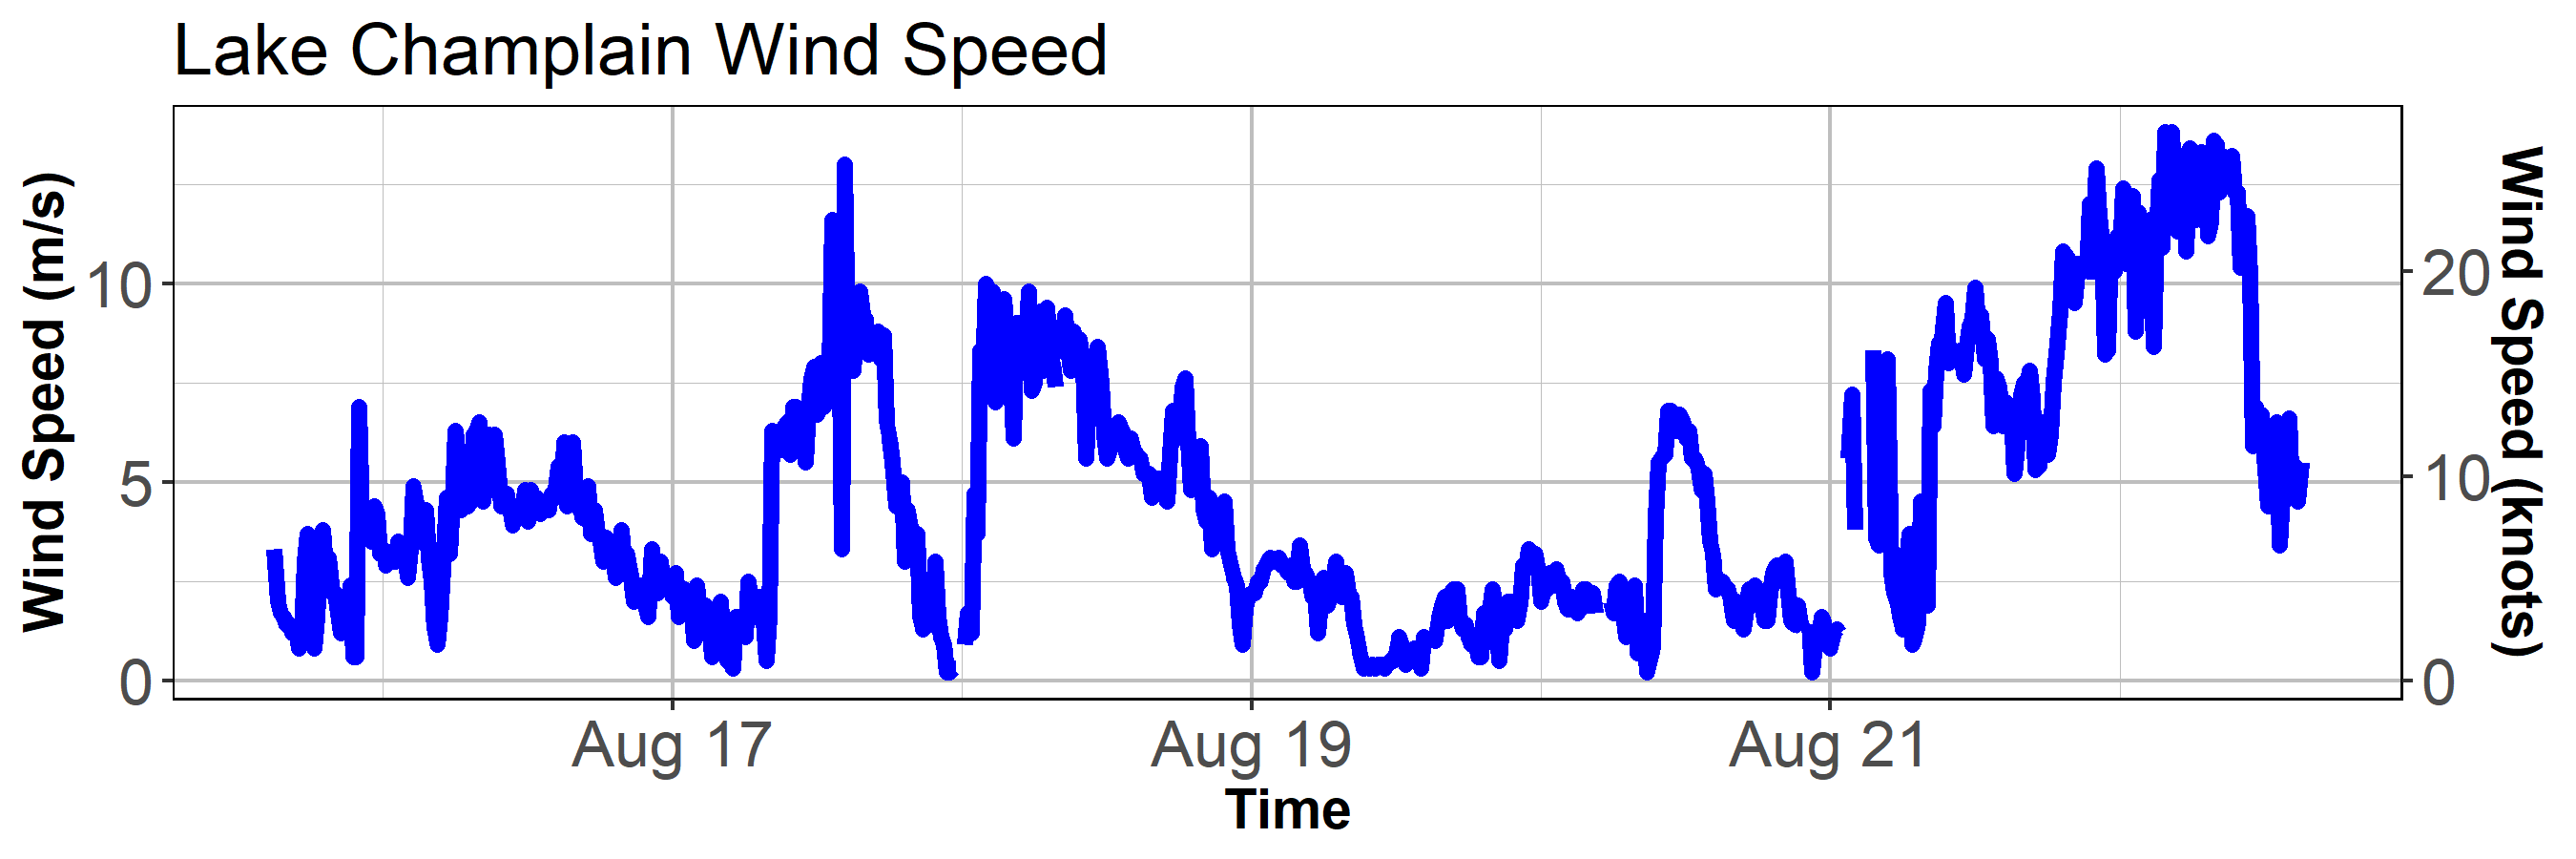 Lake Champlain Wind Speed
Wind Speed (m/s)
10
5
0
20
10
0
Wind Speed (knots)
Aug 17
Aug 19
Aug 21
Time